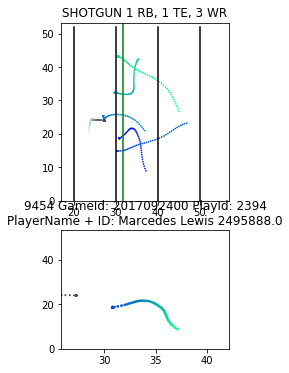 SHOTGUN 1 RB, 1 TE, 3 WR
50
40
30
20
10
0
20 30 40 50
9454 GameId: 2017092400 PlayId: 2394
PlayerName + ID: Marcedes Lewis 2495888.0
40
20
0
30 35 40